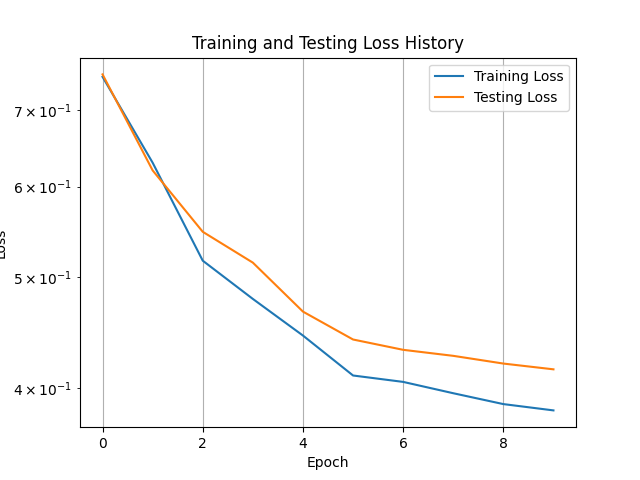 Training and Testing Loss History
Training Loss
Testing Loss
7 × 10⁻¹
6 × 10⁻¹
5 × 10⁻¹
4 × 10⁻¹
Loss
0 2 4 6 8
Epoch